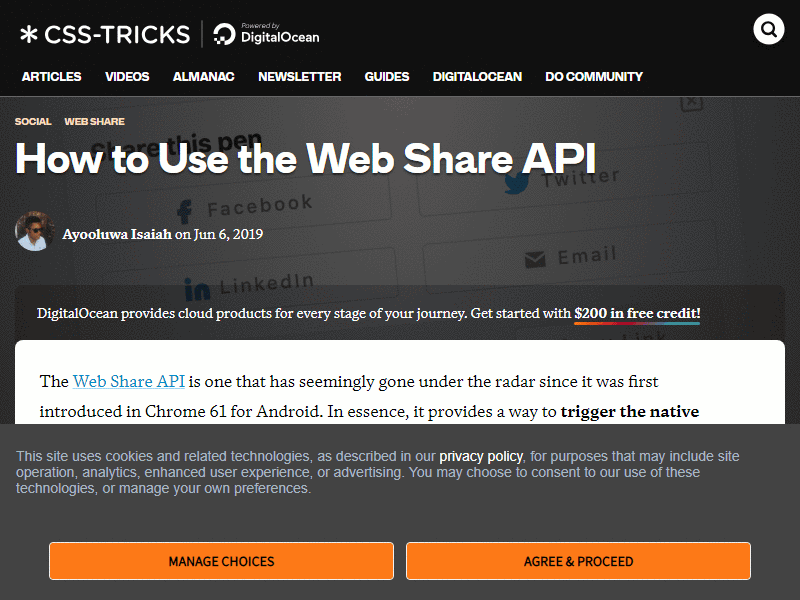 CSS-TRICKS
Powered by
DigitalOcean
ARTICLES VIDEOS ALMANAC NEWSLETTER GUIDES DIGITALOCEAN DO COMMUNITY
SOCIAL WEB SHARE
Share this pen
How to Use the Web Share API
Facebook
Twitter
Ayooluwa Isaiah on Jun 6, 2019
Email
LinkedIn
DigitalOcean provides cloud products for every stage of your journey. Get started with $200 in free credit!
The Web Share API is one that has seemingly gone under the radar since it was first
introduced in Chrome 61 for Android. In essence, it provides a way to trigger the native
This site uses cookies and related technologies, as described in our privacy policy, for purposes that may include site
operation, analytics, enhanced user experience, or advertising. You may choose to consent to our use of these
technologies, or manage your own preferences.
MANAGE CHOICES AGREE & PROCEED